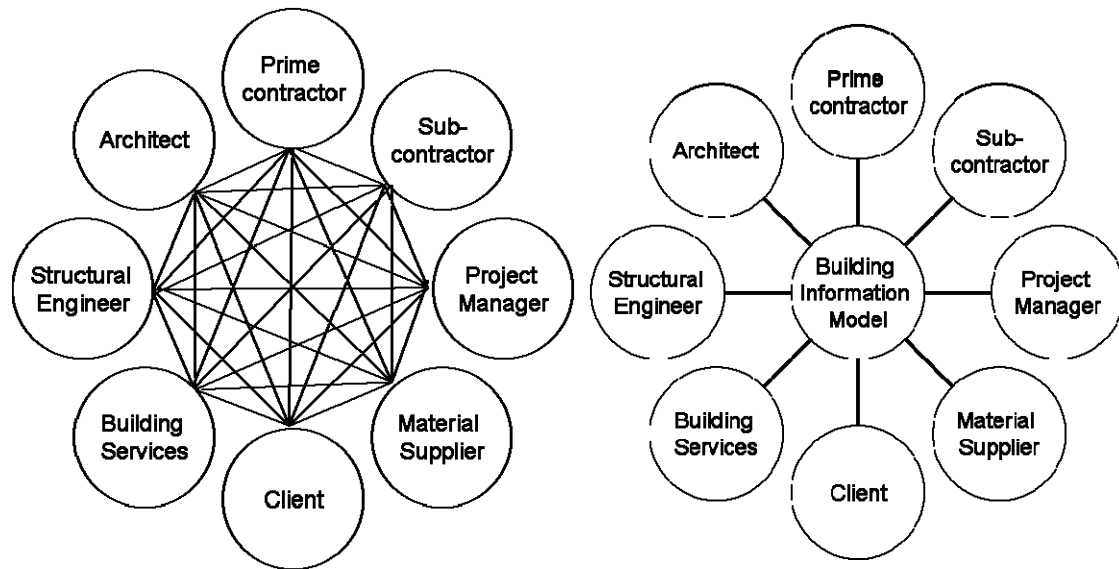 Prime
contractor
Architect
Sub-
contractor
Structural
Engineer
Project
Manager
Building
Services
Material
Supplier
Client
Prime
contractor
Architect
Sub-
contractor
Structural
Engineer
Building
Information
Model
Project
Manager
Building
Services
Material
Supplier
Client